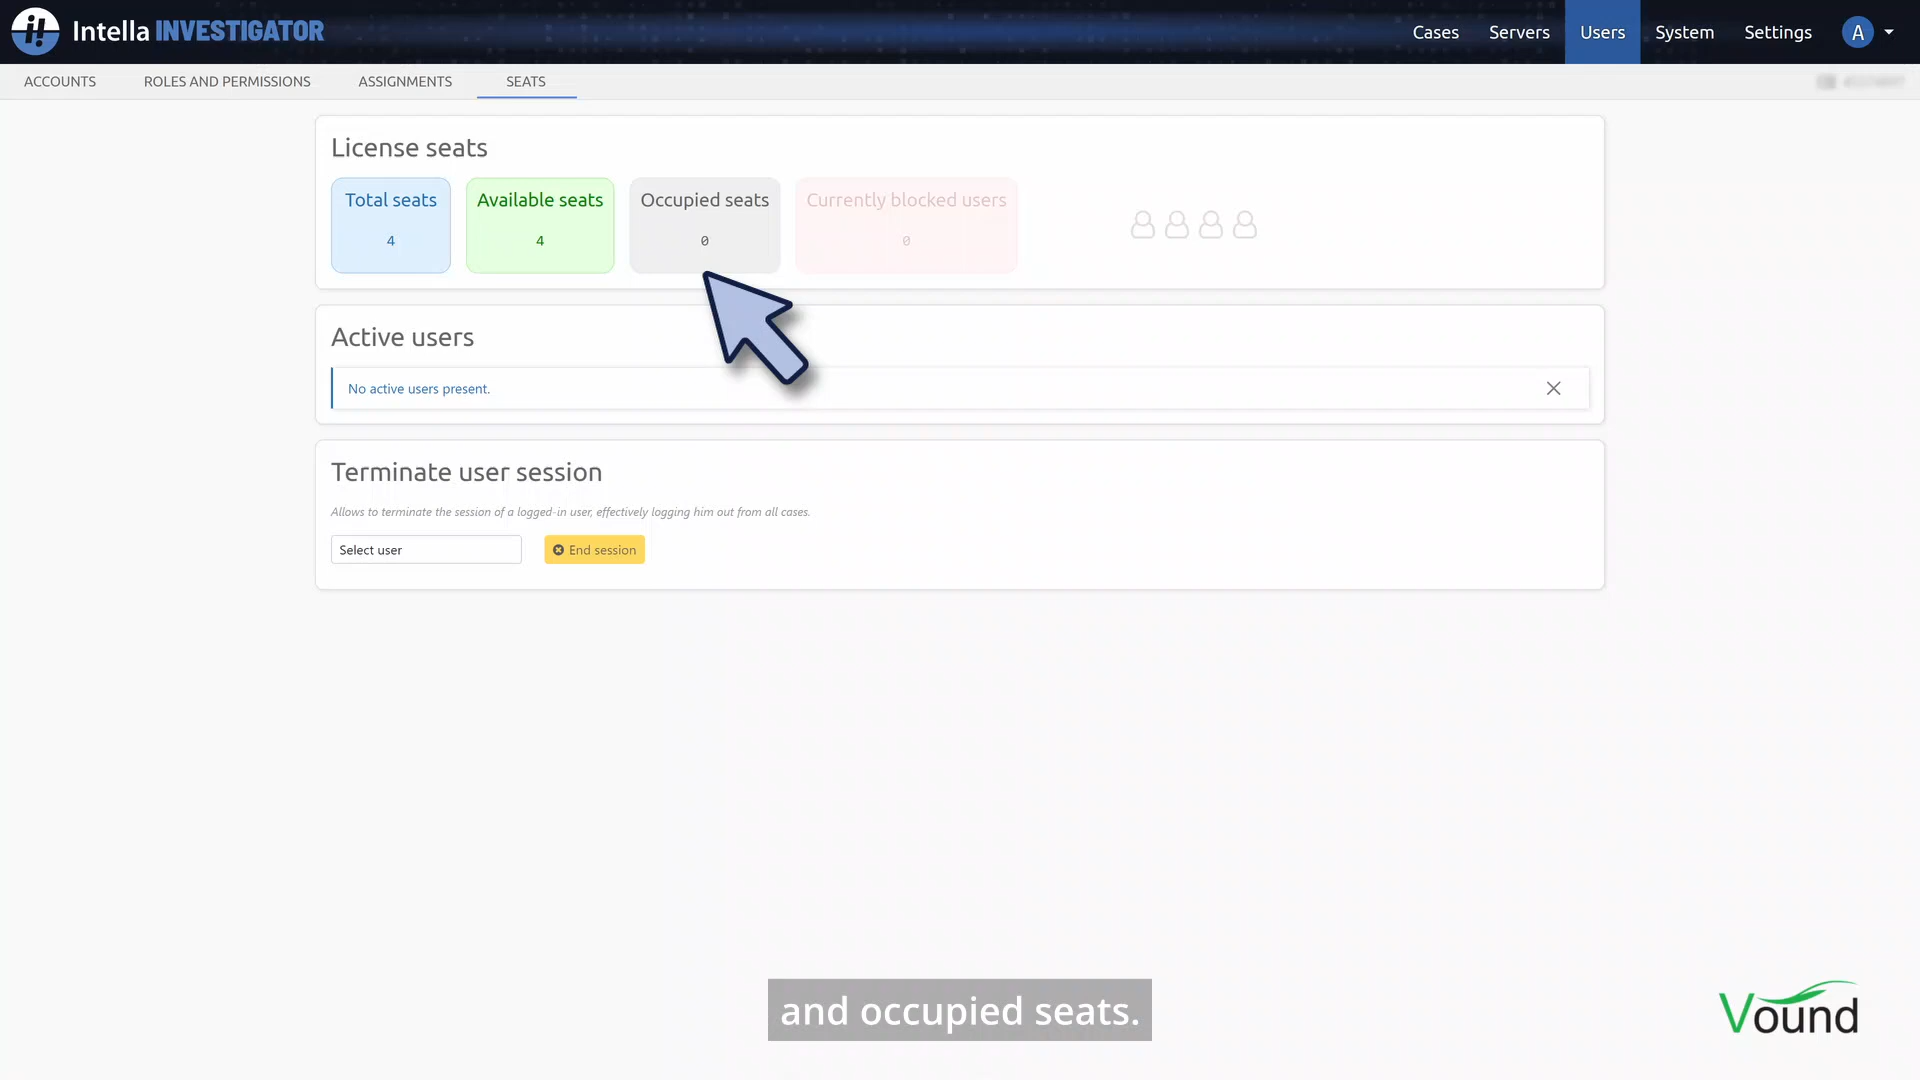 Intella INVESTIGATOR
Cases Servers Users System Settings A
ACCOUNTS ROLES AND PERMISSIONS ASSIGNMENTS SEATS
License seats
Total seats Available seats Occupied seats Currently blocked users
4 4 0 0
Active users
No active users present.
Terminate user session
Allows to terminate the session of a logged-in user, effectively logging him out from all cases.
Select user End session
and occupied seats.
Vound